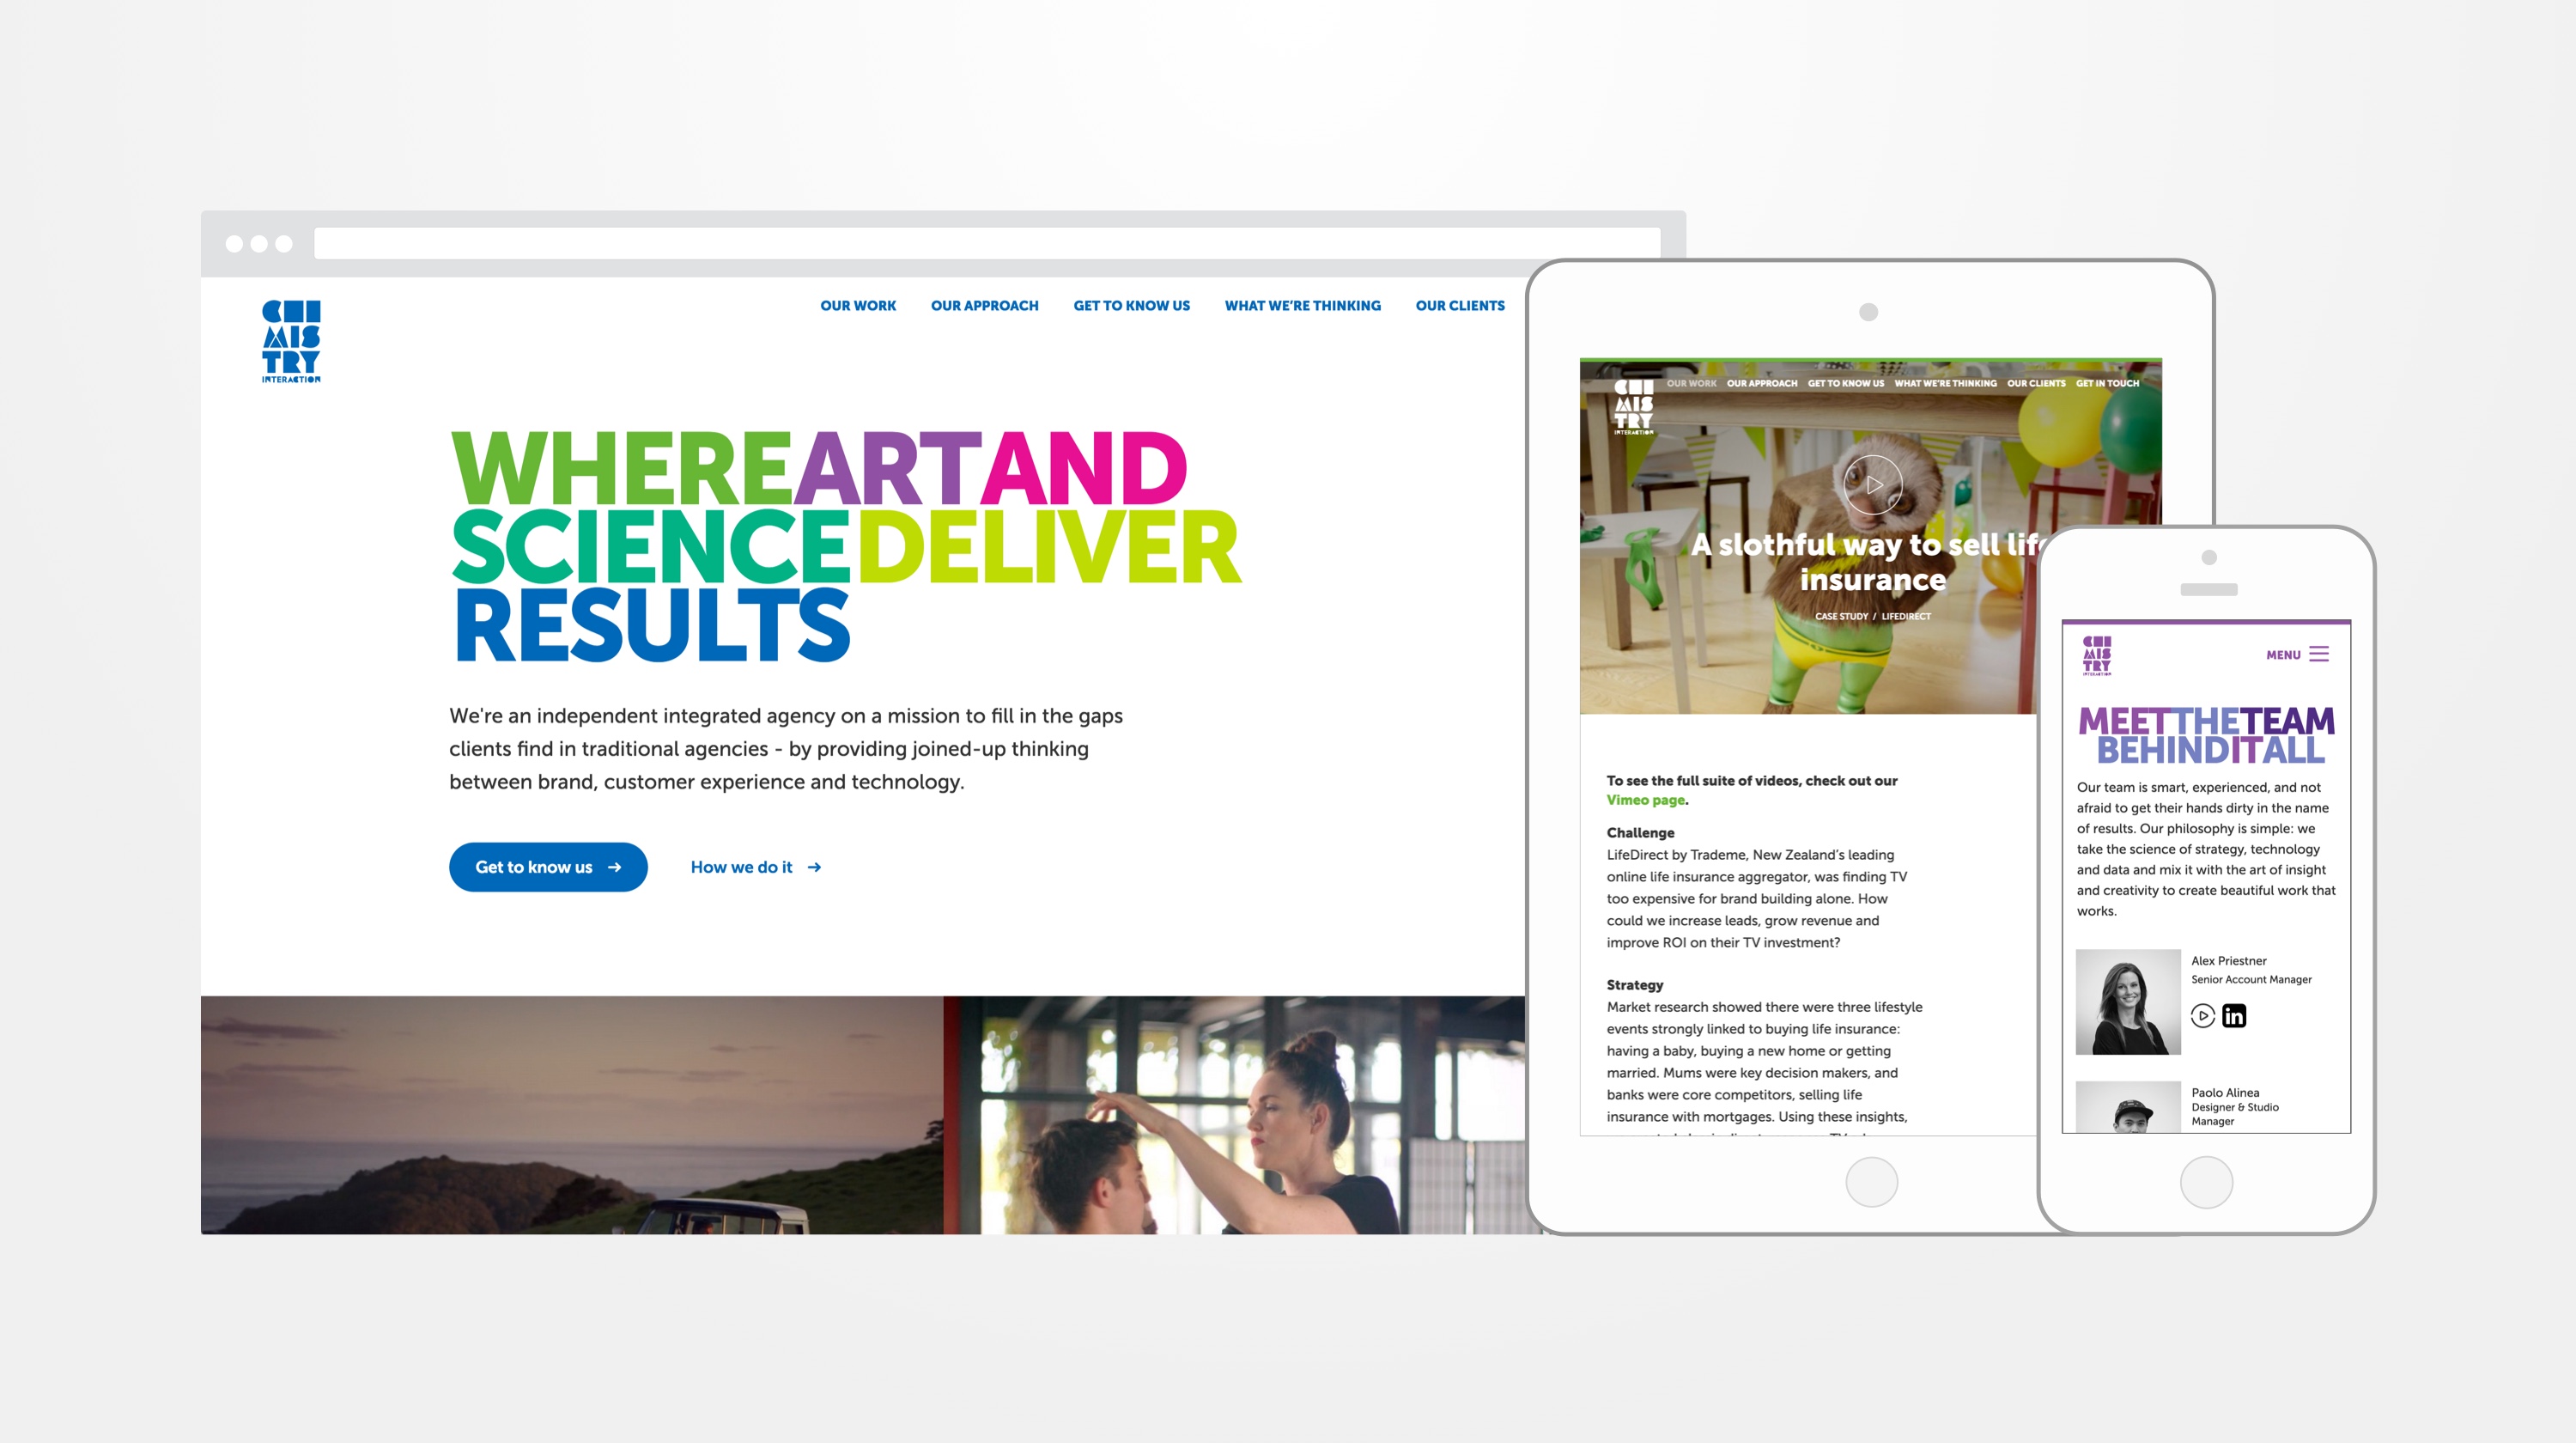 CHI
MIS
TRY
INTERACTION
OUR WORK OUR APPROACH GET TO KNOW US WHAT WE'RE THINKING OUR CLIENTS
WHEREARTAND
SCIENCEDELIVER
RESULTS
We're an independent integrated agency on a mission to fill in the gaps
clients find in traditional agencies - by providing joined-up thinking
between brand, customer experience and technology.
Get to know us → How we do it →
CHI
MIS
TRY
INTERACTION
OUR WORK OUR APPROACH GET TO KNOW US WHAT WE'RE THINKING OUR CLIENTS GET IN TOUCH
A slothful way to sell life
insurance
CASE STUDY / LIFEDIRECT
To see the full suite of videos, check out our
Vimeo page.
Challenge
LifeDirect by Trademe, New Zealand's leading
online life insurance aggregator, was finding TV
too expensive for brand building alone. How
could we increase leads, grow revenue and
improve ROI on their TV investment?
Strategy
Market research showed there were three lifestyle
events strongly linked to buying life insurance:
having a baby, buying a new home or getting
married. Mums were key decision makers, and
banks were core competitors, selling life
insurance with mortgages. Using these insights,
CHI
MIS
TRY
INTERACTION
MENU
MEETTHETEAM
BEHINDITALL
Our team is smart, experienced, and not
afraid to get their hands dirty in the name
of results. Our philosophy is simple: we
take the science of strategy, technology
and data and mix it with the art of insight
and creativity to create beautiful work that
works.
Alex Priestner
Senior Account Manager
in
Paolo Alinea
Designer & Studio
Manager